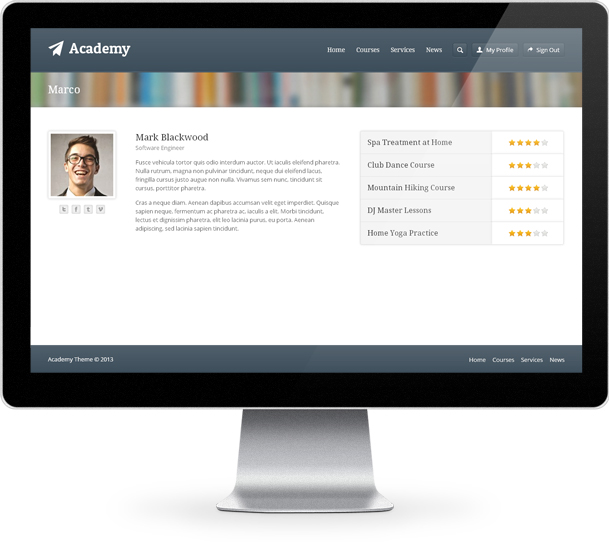 Academy
Home Courses Services News My Profile Sign Out
Marco
Mark Blackwood
Software Engineer
Fusce vehicula tortor quis odio interdum auctor. Ut iaculis eleifend pharetra.
Nulla rutrum, magna non pulvinar tincidunt, neque dui eleifend lacus,
fringilla cursus justo augue non nulla. Vivamus sem nunc, tincidunt sit
cursus, porttitor pharetra.
Cras a neque diam. Aenean dapibus accumsan velit eget imperdiet. Quisque
sapien neque, fermentum ac pharetra ac, iaculis a elit. Morbi tincidunt,
lectus et dignissim pharetra, elit leo lacinia purus, eu porta. Aenean
adipiscing, sed lacinia sapien tincidunt.
Spa Treatment at Home
Club Dance Course
Mountain Hiking Course
DJ Master Lessons
Home Yoga Practice
Academy Theme © 2013
Home Courses Services News